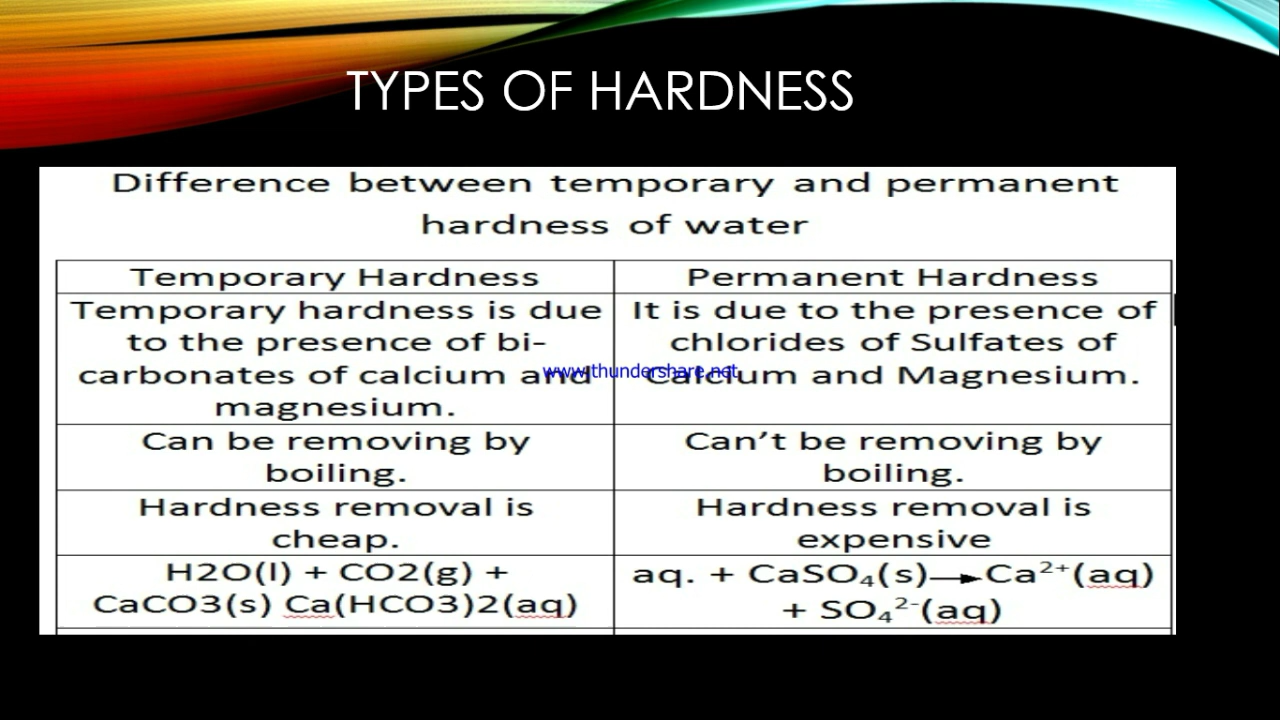 TYPES OF HARDNESS
Difference between temporary and permanent
hardness of water
Temporary Hardness
Permanent Hardness
Temporary hardness is due
to the presence of bi-
carbonates of calcium and
magnesium.
It is due to the presence of
chlorides of Sulfates of
Calcium and Magnesium.
www.thundershare.net
Can be removing by
boiling.
Can’t be removing by
boiling.
Hardness removal is
cheap.
Hardness removal is
expensive
H2O(l) + CO2(g) +
CaCO3(s) Ca(HCO3)2(aq)
aq. + CaSO₄(s)→Ca²⁺(aq)
+ SO₄²⁻(aq)